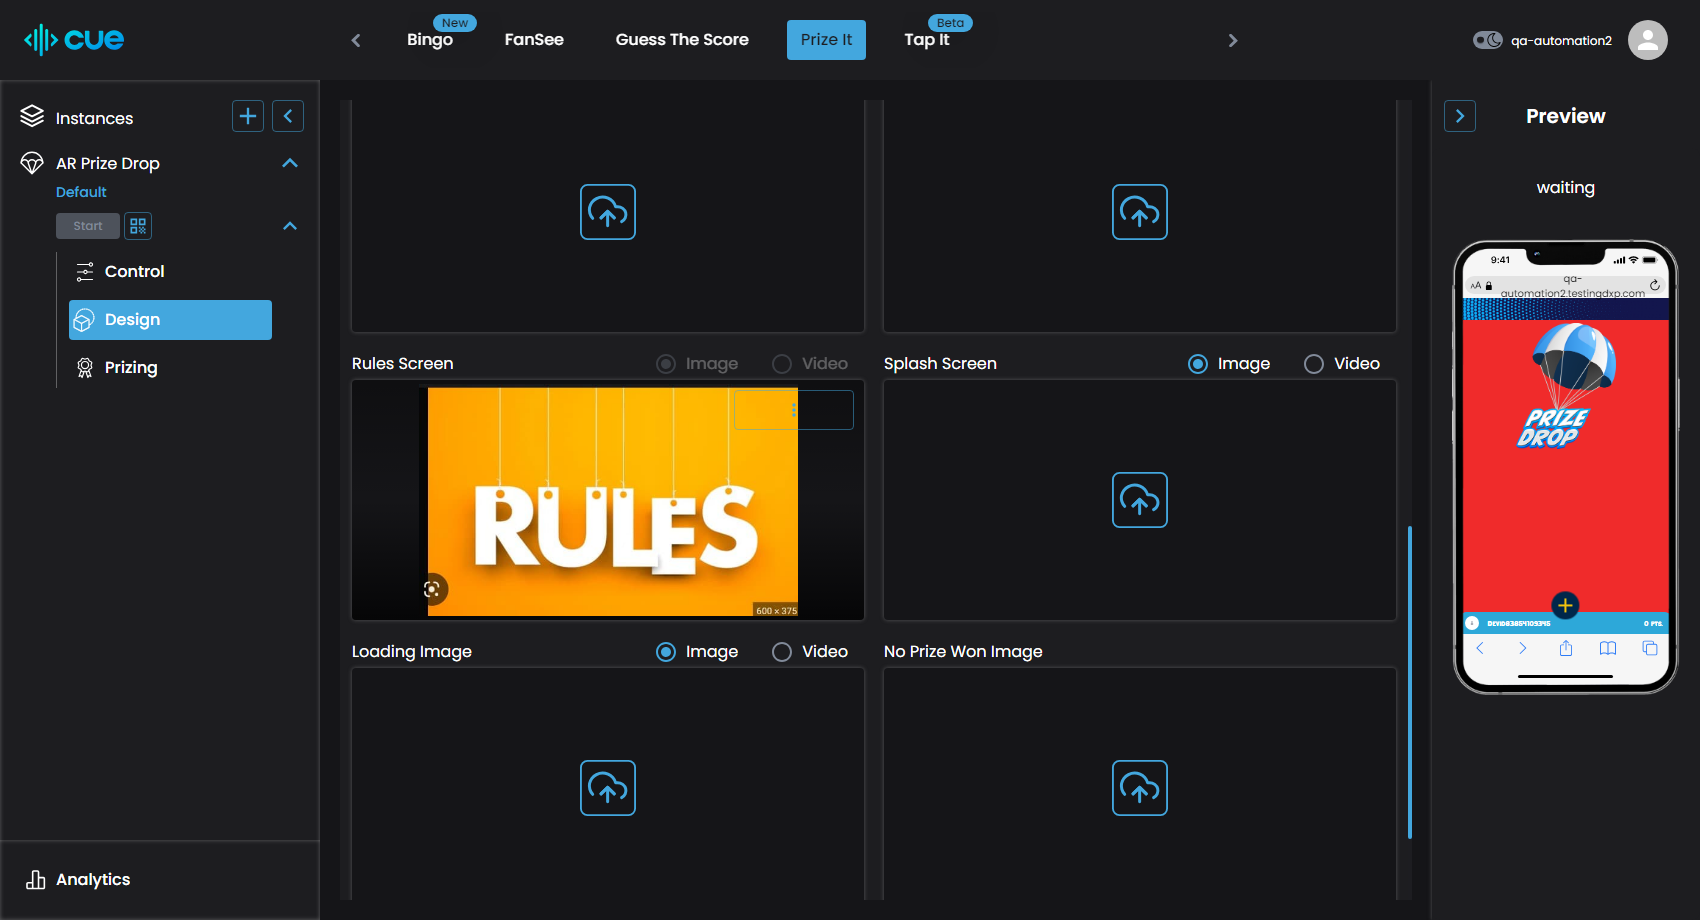 cue
New
Bingo
FanSee
Guess The Score
Prize It
Beta
Tap It
qa-automation2
Instances
AR Prize Drop
Default
Start
Control
Design
Prizing
Analytics
Rules Screen
Image
Video
Splash Screen
Image
Video
RULES
600 × 375
Loading Image
Image
Video
No Prize Won Image
Preview
waiting
9:41
AA
qa-
automation2.testingdxp.com
PRIZE
DROP
0 PTS.